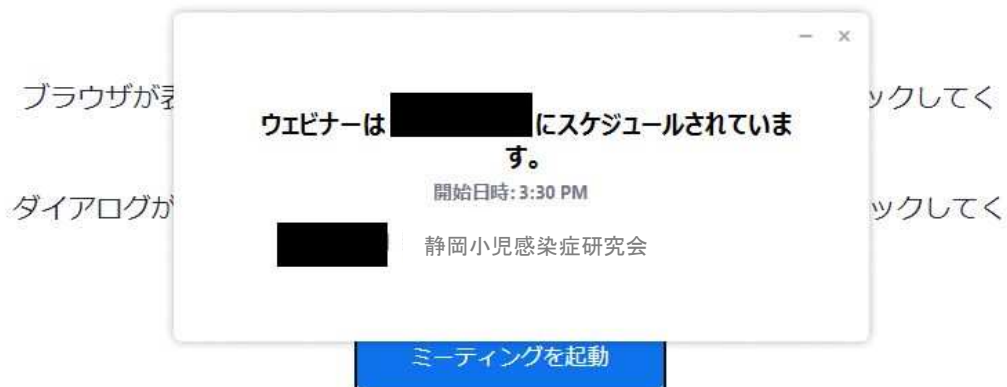 ブラウザが表
ックしてく
ウェビナーは
にスケジュールされていま
す。
開始日時: 3:30 PM
静岡小児感染症研究会
ダイアログが
ックしてく
ミーティングを起動